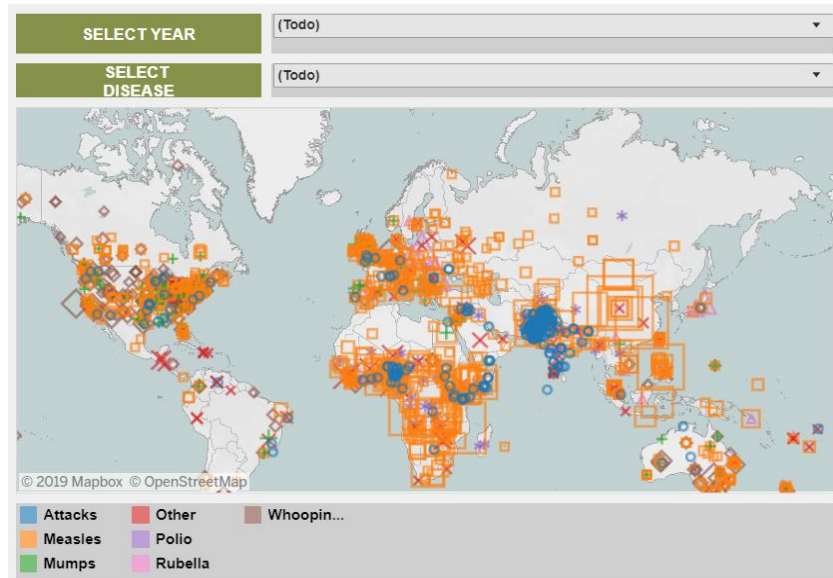 SELECT YEAR
(Todo)
SELECT
DISEASE
(Todo)
© 2019 Mapbox © OpenStreetMap
Attacks
Other
Whoopin...
Measles
Polio
Mumps
Rubella